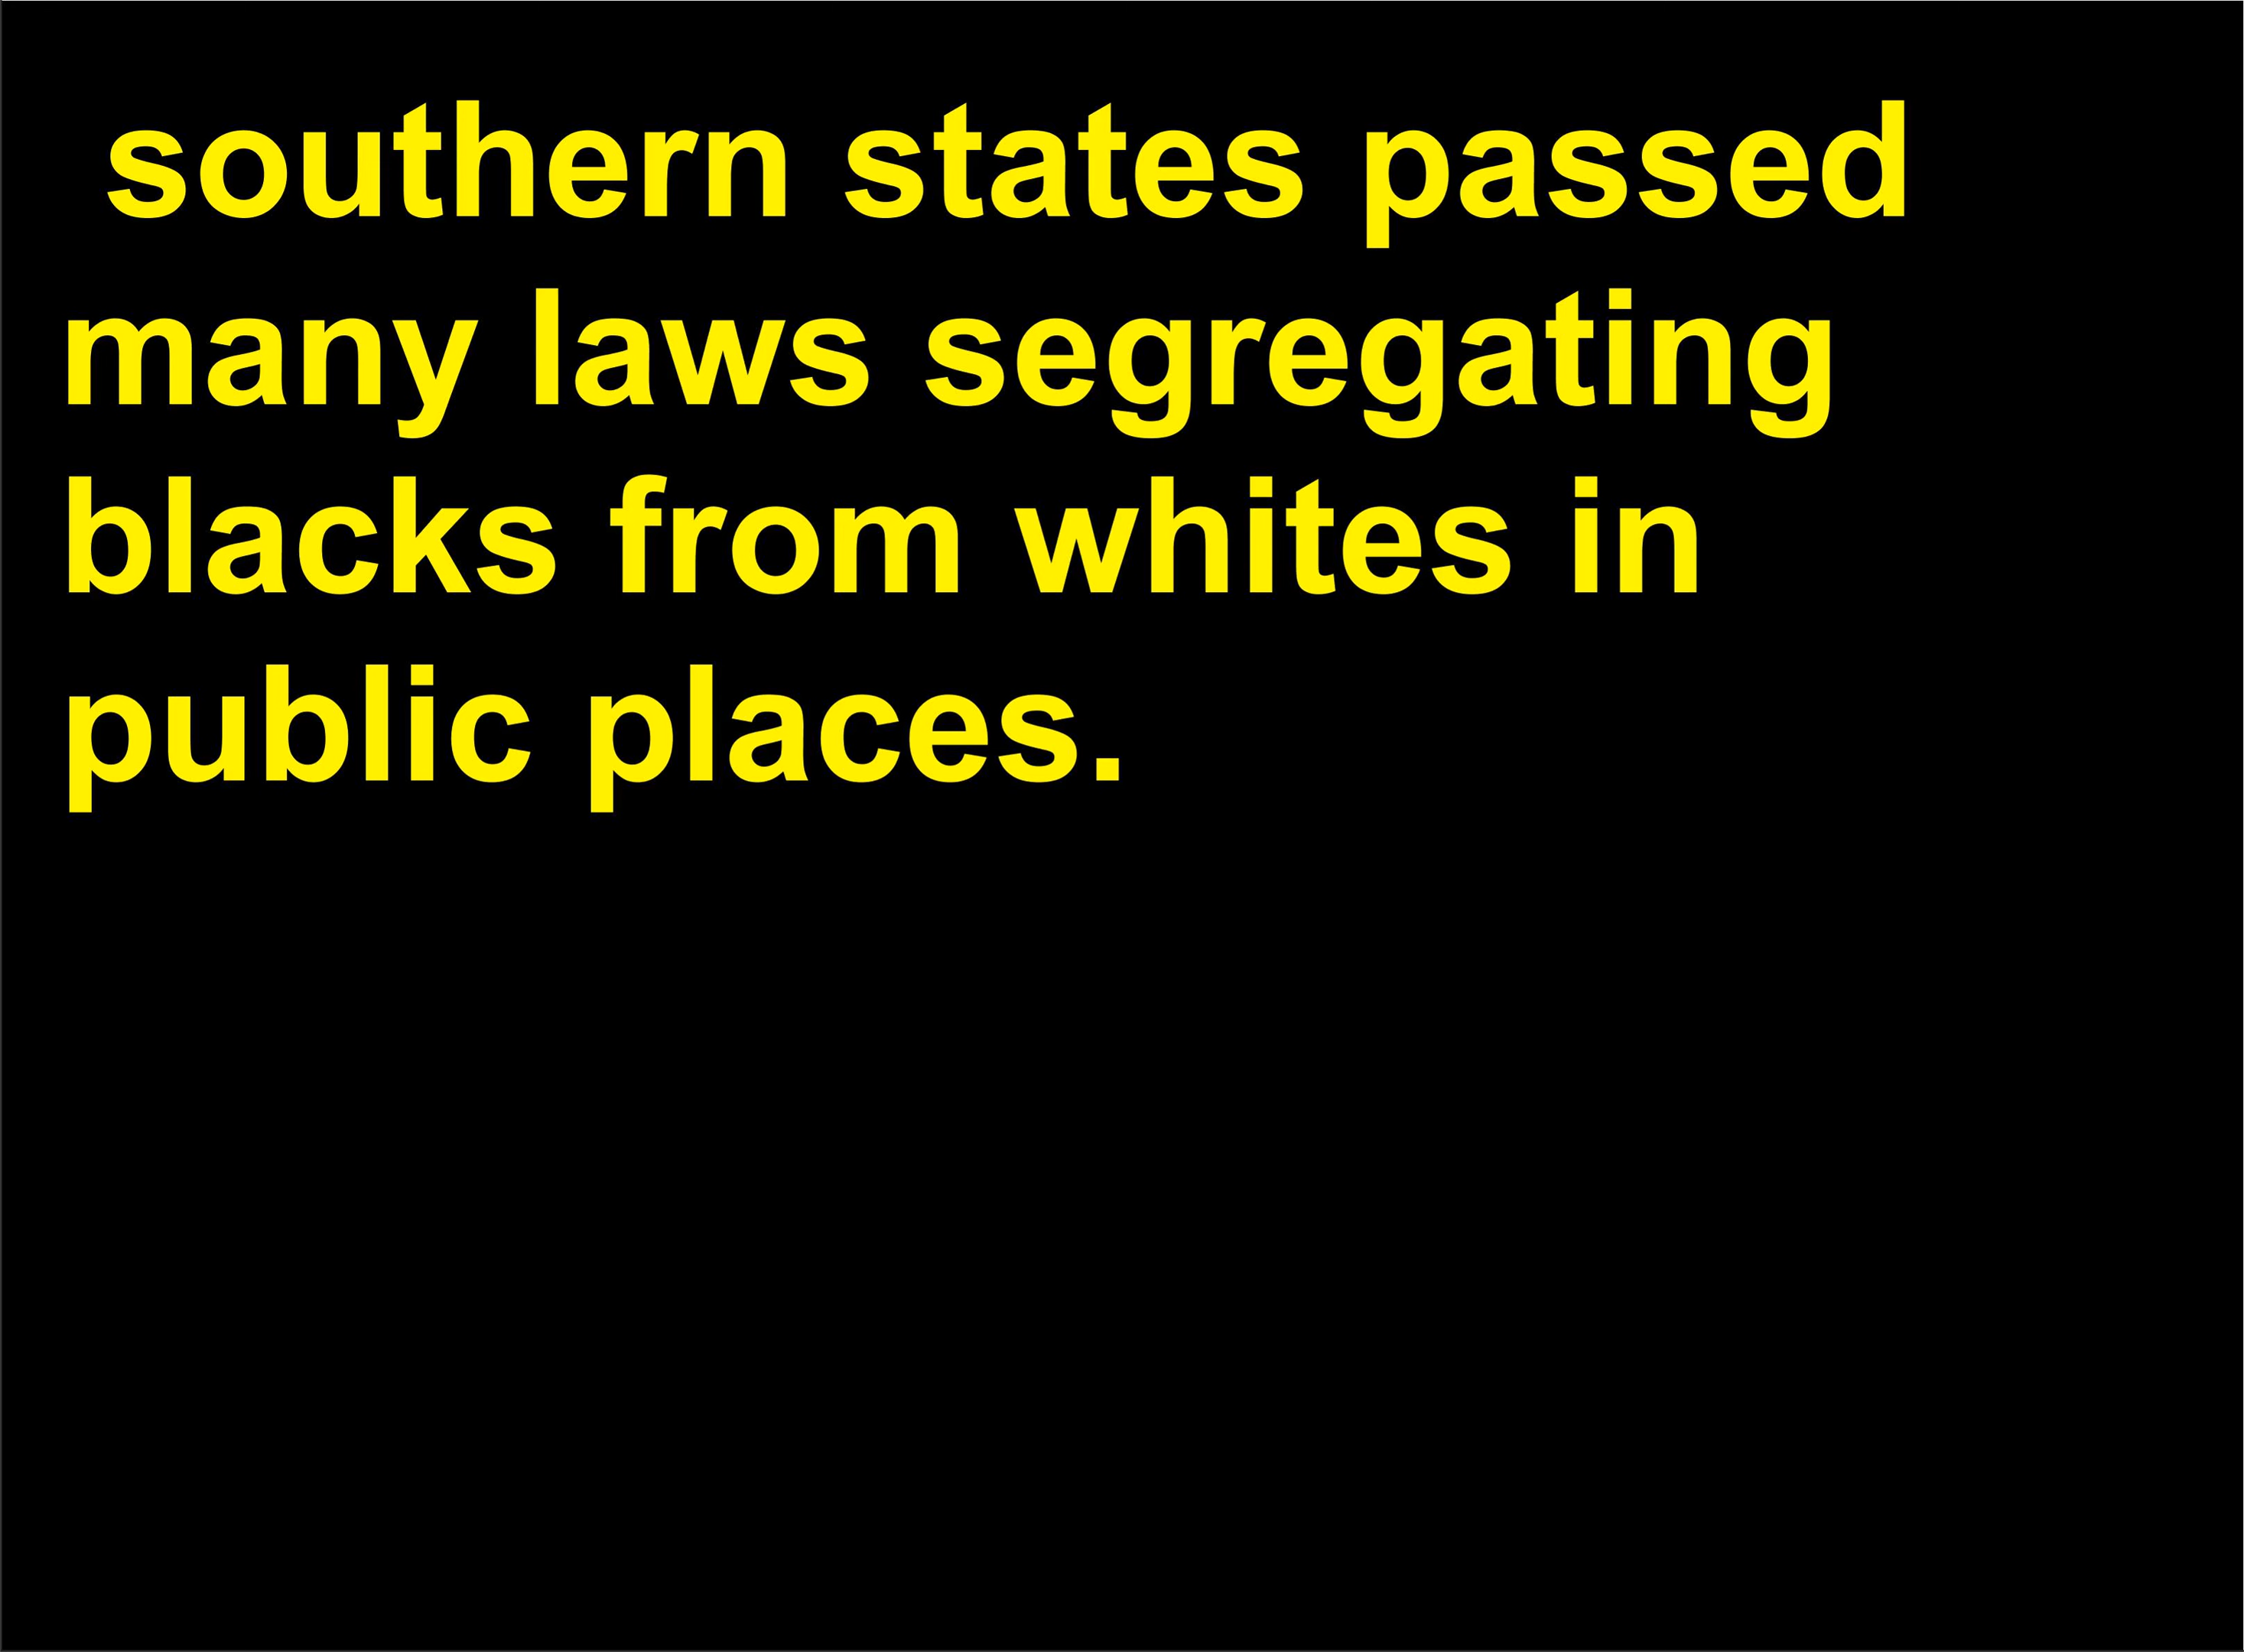 southern states passed
many laws segregating
blacks from whites in
public places.